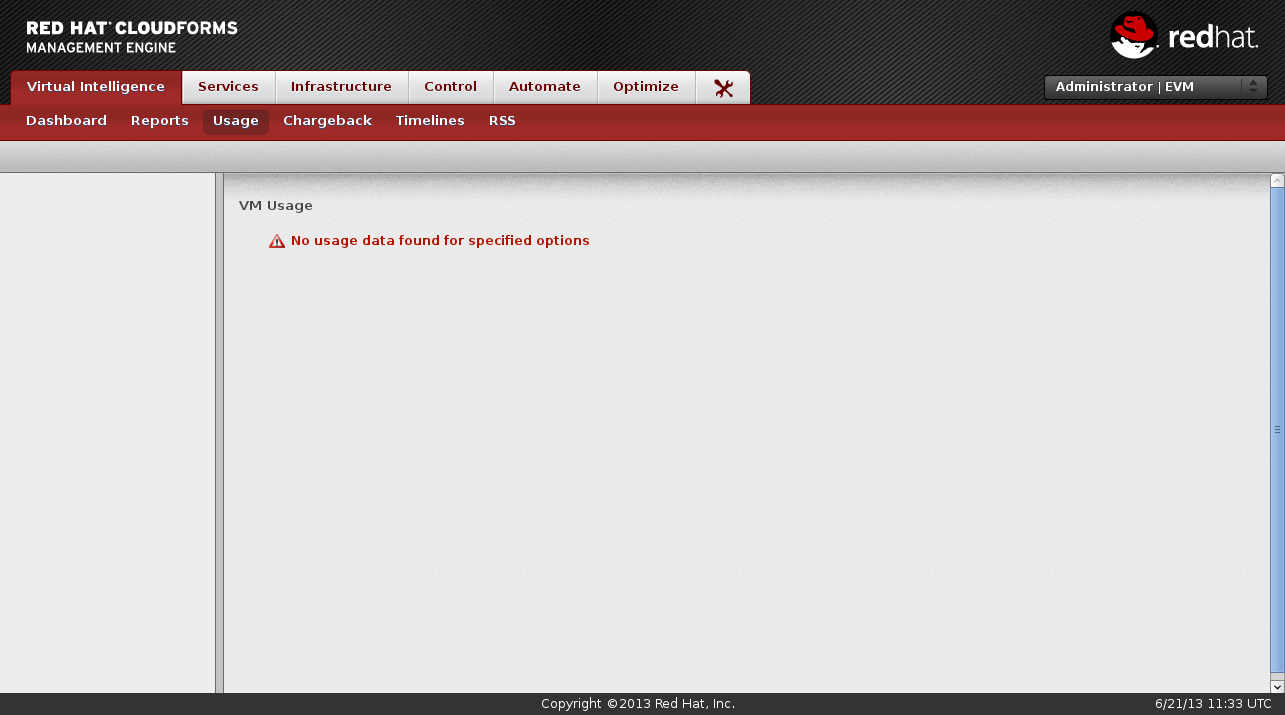 RED HAT® CLOUDFORMS
MANAGEMENT ENGINE
redhat.
Virtual Intelligence Services Infrastructure Control Automate Optimize
Administrator | EVM
Dashboard Reports Usage Chargeback Timelines RSS
VM Usage
No usage data found for specified options
Copyright ©2013 Red Hat, Inc.
6/21/13 11:33 UTC